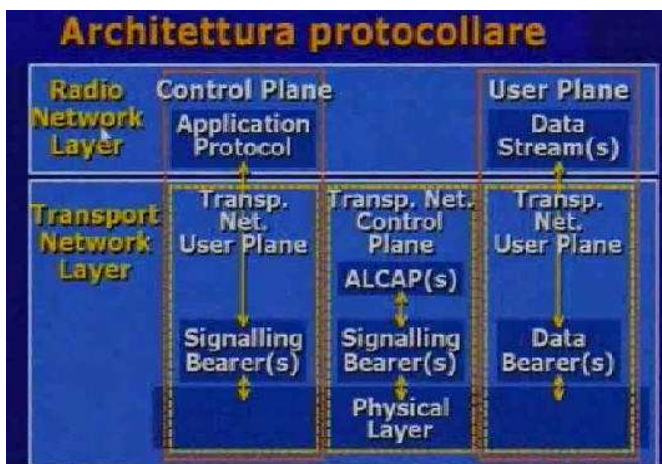 Architettura protocollare
Radio
Network
Layer
Control Plane
Application
Protocol
User Plane
Data
Stream(s)
Transport
Network
Layer
Transp.
Net.
User Plane
Signalling
Bearer(s)
Transp. Net.
Control
Plane
ALCAP(s)
Signalling
Bearer(s)
Physical
Layer
Transp.
Net.
User Plane
Data
Bearer(s)